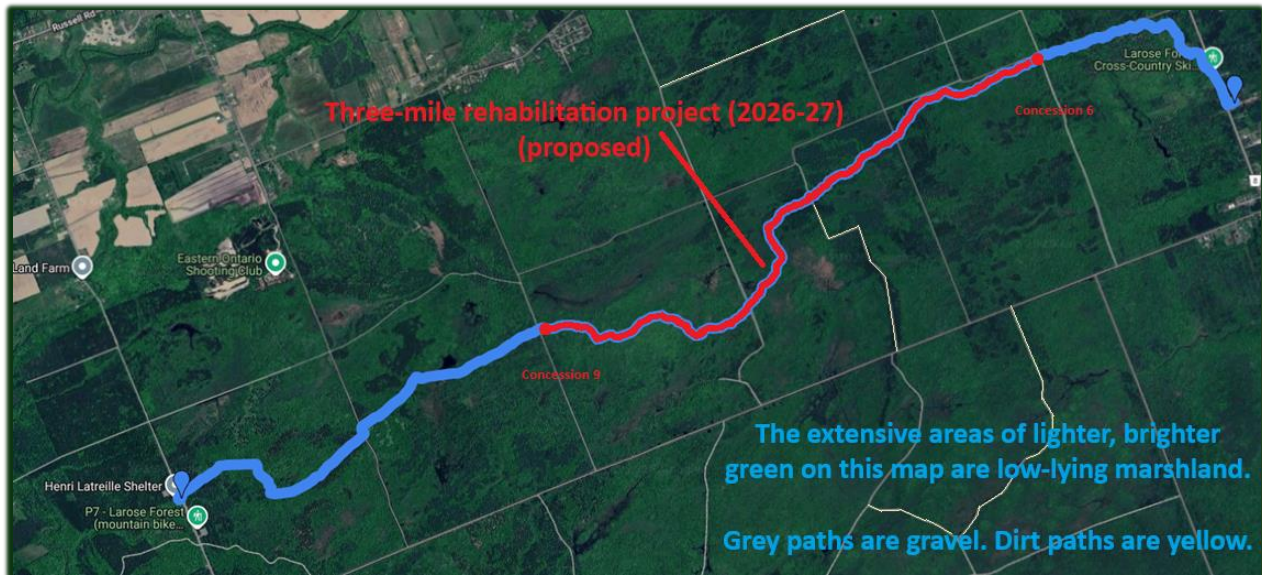 Russell Rd
Three-mile rehabilitation project (2026-27)
(proposed)
Larose For
Cross-Country Ski...
Concession 6
8
Land Farm
Eastern Ontario
Shooting Club
Concession 9
Henri Latreille Shelter
P7 - Larose Forest
(mountain bike...
The extensive areas of lighter, brighter
green on this map are low-lying marshland.
Grey paths are gravel. Dirt paths are yellow.